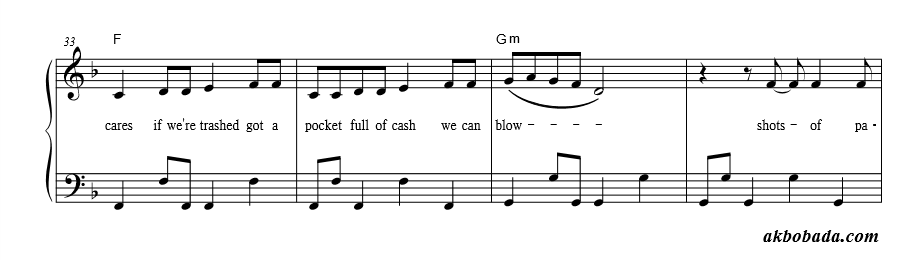 33 F Gm
cares if we're trashed got a pocket full of cash we can blow - - - - shots - of pa -
akbobada.com